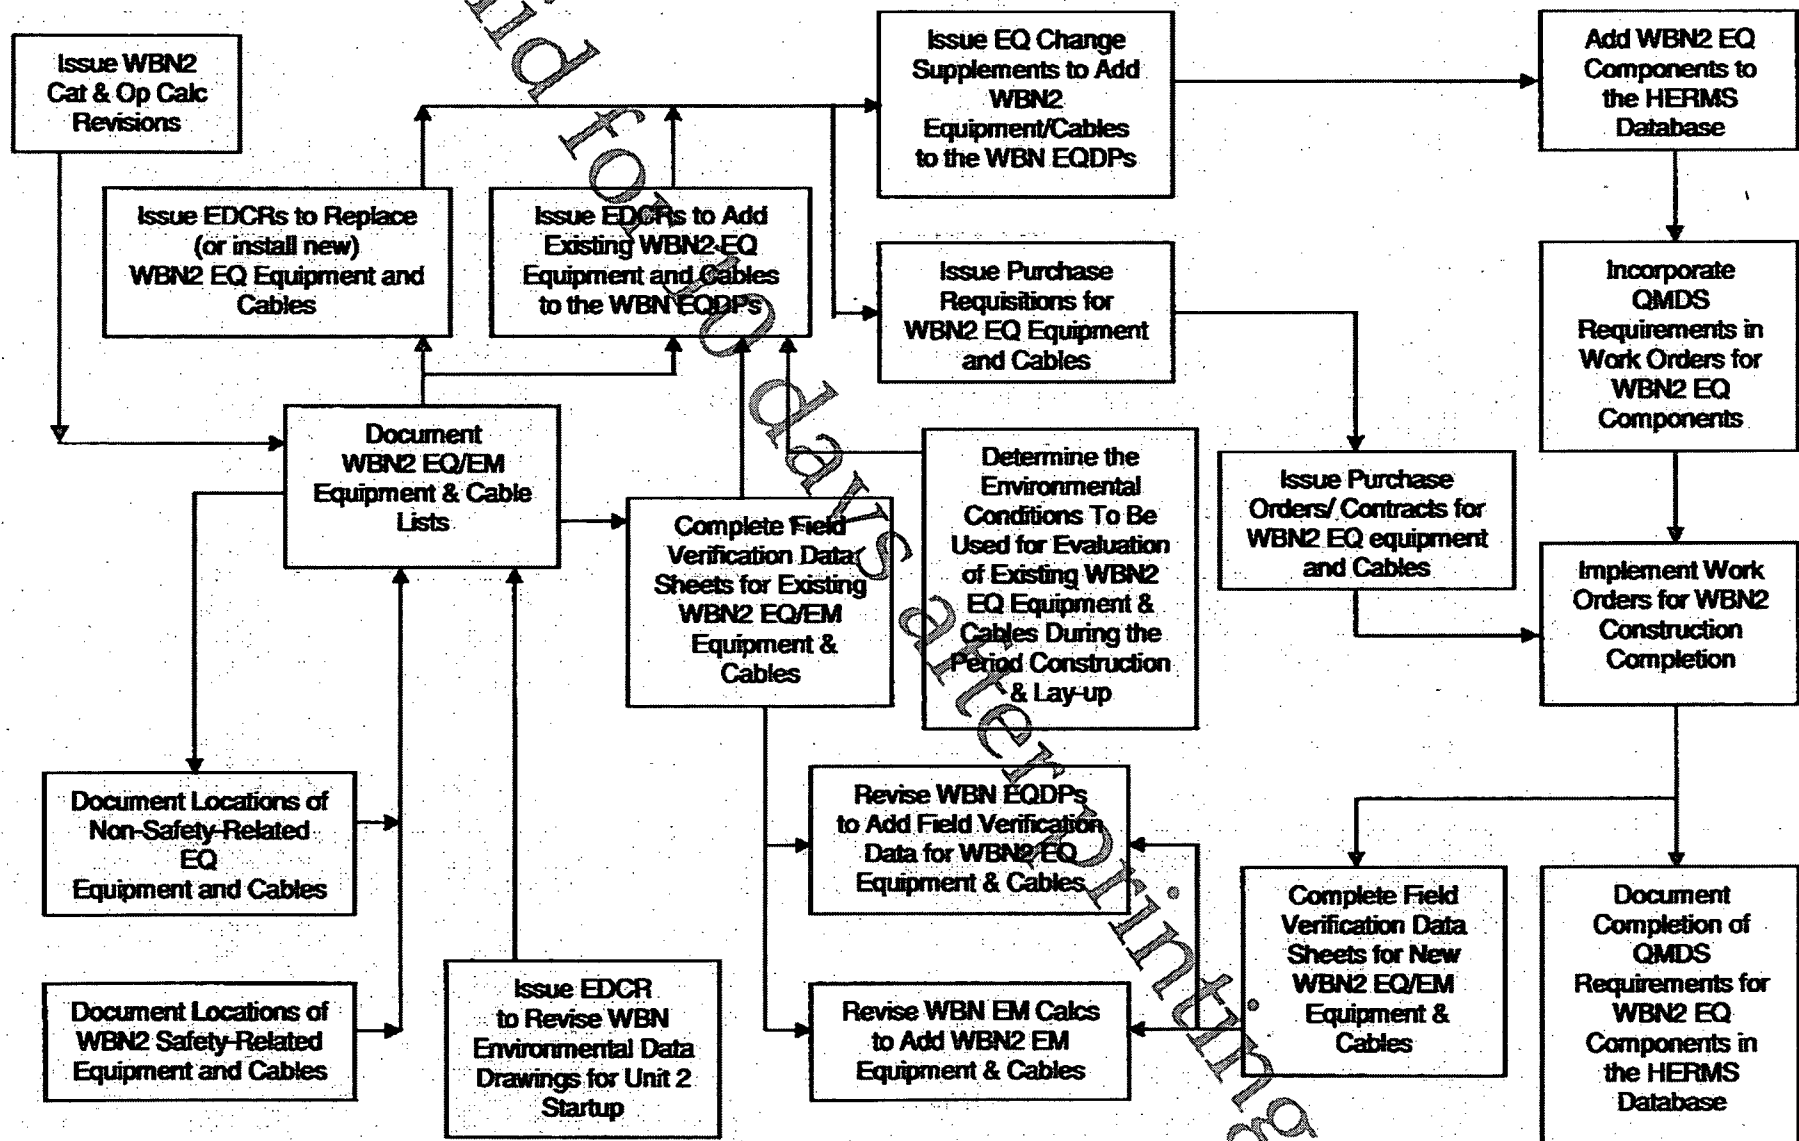 Issue WBN2
Cat & Op Calc
Revisions
Issue EQ Change
Supplements to Add
WBN2
Equipment/Cables
to the WBN EQDPs
Add WBN2 EQ
Components to
the HERMS
Database
Issue EDCRs to Replace
(or install new)
WBN2 EQ Equipment and
Cables
Issue EDCRs to Add
Existing WBN2 EQ
Equipment and Cables
to the WBN EQDPs
Issue Purchase
Requisitions for
WBN2 EQ Equipment
and Cables
Incorporate
QMDS
Requirements in
Work Orders for
WBN2 EQ
Components
Document
WBN2 EQ/EM
Equipment & Cable
Lists
Complete Field
Verification Data
Sheets for Existing
WBN2 EQ/EM
Equipment &
Cables
Determine the
Environmental
Conditions To Be
Used for Evaluation
of Existing WBN2
EQ Equipment &
Cables During the
Period Construction
& Lay-up
Issue Purchase
Orders/ Contracts for
WBN2 EQ equipment
and Cables
Implement Work
Orders for WBN2
Construction
Completion
Document Locations of
Non-Safety-Related
EQ
Equipment and Cables
Revise WBN EQDPs
to Add Field Verification
Data for WBN2 EQ
Equipment & Cables
Complete Field
Verification Data
Sheets for New
WBN2 EQ/EM
Equipment &
Cables
Document
Completion of
QMDS
Requirements for
WBN2 EQ
Components in
the HERMS
Database
Document Locations of
WBN2 Safety-Related
Equipment and Cables
Issue EDCR
to Revise WBN
Environmental Data
Drawings for Unit 2
Startup
Revise WBN EM Calcs
to Add WBN2 EM
Equipment & Cables
for 10 days after printing